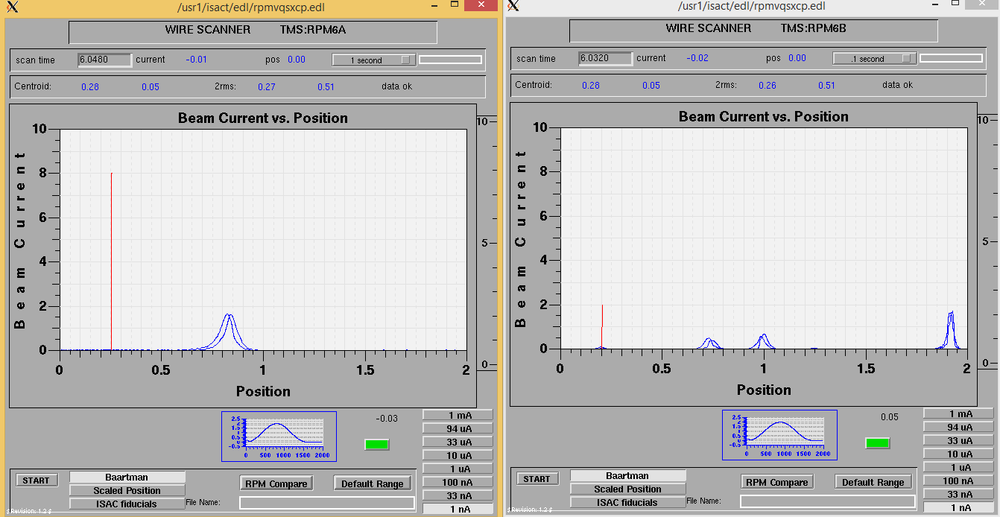 /usr1/isact/edl/rpmvqsxcp.edl
WIRE SCANNER TMS:RPM6A
scan time 6.0480 current -0.01 pos 0.00 1 second
Centroid: 0.28 0.05 2rms: 0.27 0.51 data ok
Beam Current vs. Position
10
8
6
4
2
0
Beam Current
0 0.5 1 1.5 2
Position
10
5
0
2.5
1.5
0.5
-0.5
0 500 1000 1500 2000
-0.03
1 mA
94 uA
33 uA
10 uA
1 uA
100 nA
33 nA
1 nA
START
Baartman
Scaled Position
ISAC fiducials
RPM Compare
Default Range
File Name:
$Revision: 1.2 $
/usr1/isact/edl/rpmvqsxcp.edl
WIRE SCANNER TMS:RPM6B
scan time 6.0320 current -0.02 pos 0.00 .1 second
Centroid: 0.28 0.05 2rms: 0.26 0.51 data ok
Beam Current vs. Position
10
8
6
4
2
0
Beam Current
0 0.5 1 1.5 2
Position
10
5
0
2.5
1.5
0.5
-0.5
0 500 1000 1500 2000
0.05
1 mA
94 uA
33 uA
10 uA
1 uA
100 nA
33 nA
1 nA
START
Baartman
Scaled Position
ISAC fiducials
RPM Compare
Default Range
File Name:
$Revision: 1.2 $